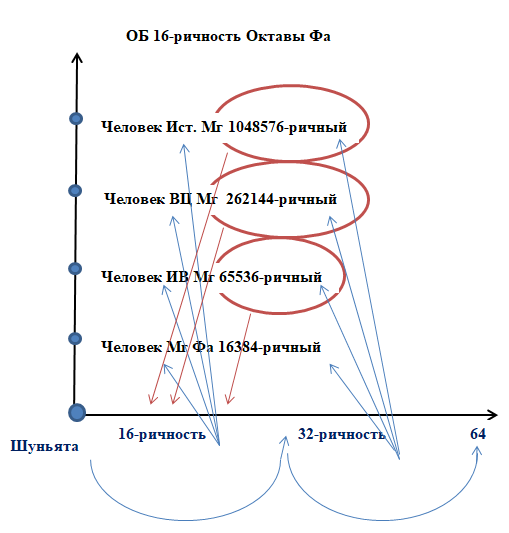 ОБ 16-ричность Октавы Фа
Человек Ист. Мг 1048576-ричный
Человек ВЦ Мг 262144-ричный
Человек ИВ Мг 65536-ричный
Человек Мг Фа 16384-ричный
16-ричность 32-ричность 64
Шуньята